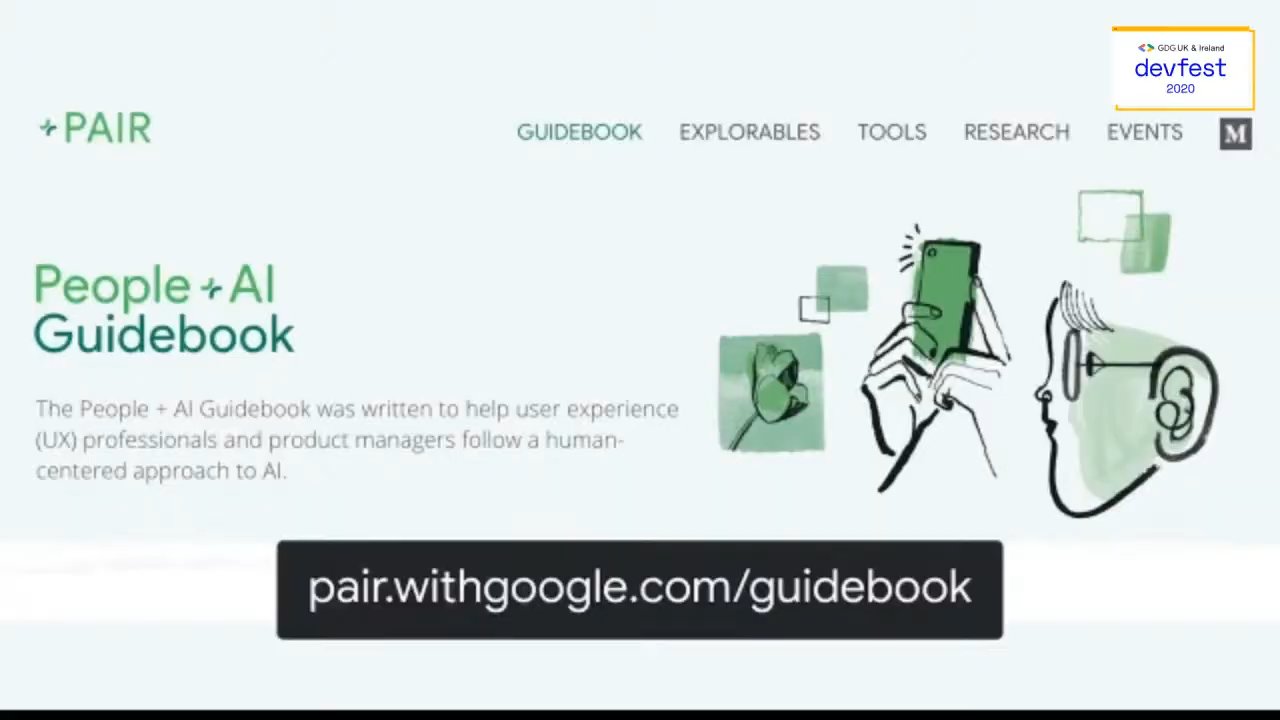 <> GDG UK & Ireland
devfest
2020
PAIR
GUIDEBOOK EXPLORABLES TOOLS RESEARCH EVENTS M
People + AI
Guidebook
The People + AI Guidebook was written to help user experience
(UX) professionals and product managers follow a human-
centered approach to AI.
pair.withgoogle.com/guidebook